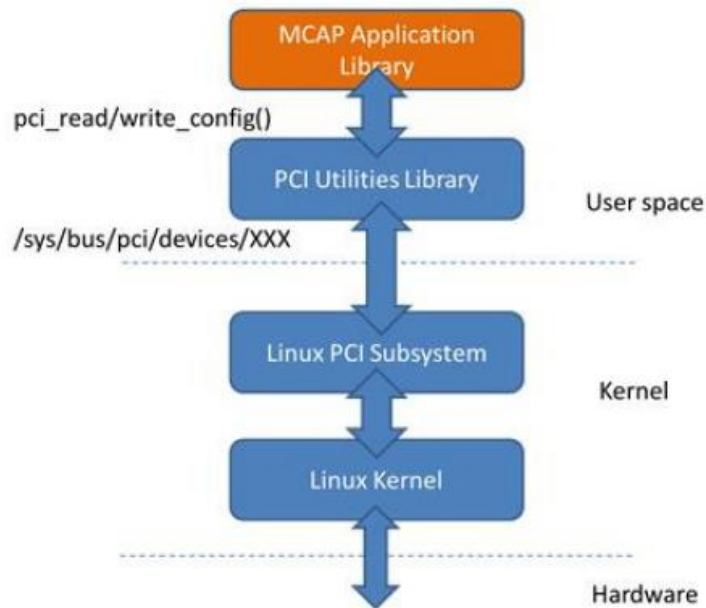 MCAP Application
Library
pci_read/write_config()
PCI Utilities Library
User space
/sys/bus/pci/devices/XXX
Linux PCI Subsystem
Kernel
Linux Kernel
Hardware